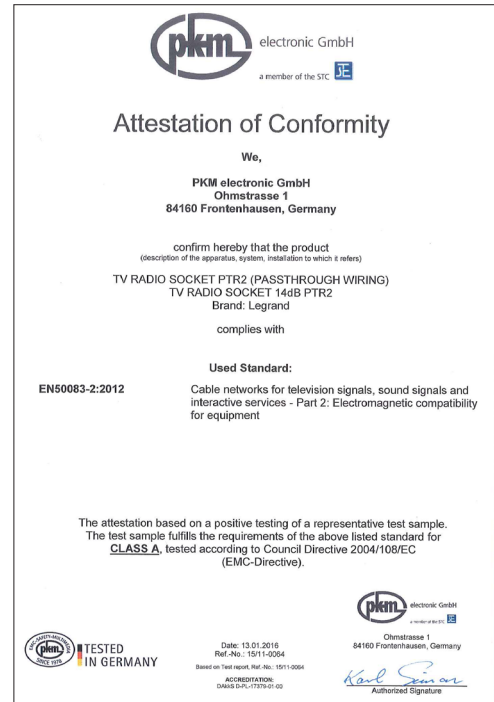 pkm electronic GmbH
a member of the STC
Attestation of Conformity
We,
PKM electronic GmbH
Ohmstrasse 1
84160 Frontenhausen, Germany
confirm hereby that the product
(description of the apparatus, system, installation to which it refers)
TV RADIO SOCKET PTR2 (PASSTHROUGH WIRING)
TV RADIO SOCKET 14dB PTR2
Brand: Legrand
complies with
Used Standard:
EN50083-2:2012 Cable networks for television signals, sound signals and
interactive services - Part 2: Electromagnetic compatibility
for equipment
The attestation based on a positive testing of a representative test sample.
The test sample fulfills the requirements of the above listed standard for
CLASS A, tested according to Council Directive 2004/108/EC
(EMC-Directive).
pkm electronic GmbH
a member of the STC
Ohmstrasse 1
84160 Frontenhausen, Germany
Authorized Signature
Date: 13.01.2016
Ref.-No.: 15/11-0064
Based on Test report, Ref.-No.: 15/11-0064
ACCREDITATION:
DAkkS D-PL-17379-01-03
EMC-SAFETY-MULTIMEDIA
pkm
SINCE 1978
TESTED
IN GERMANY